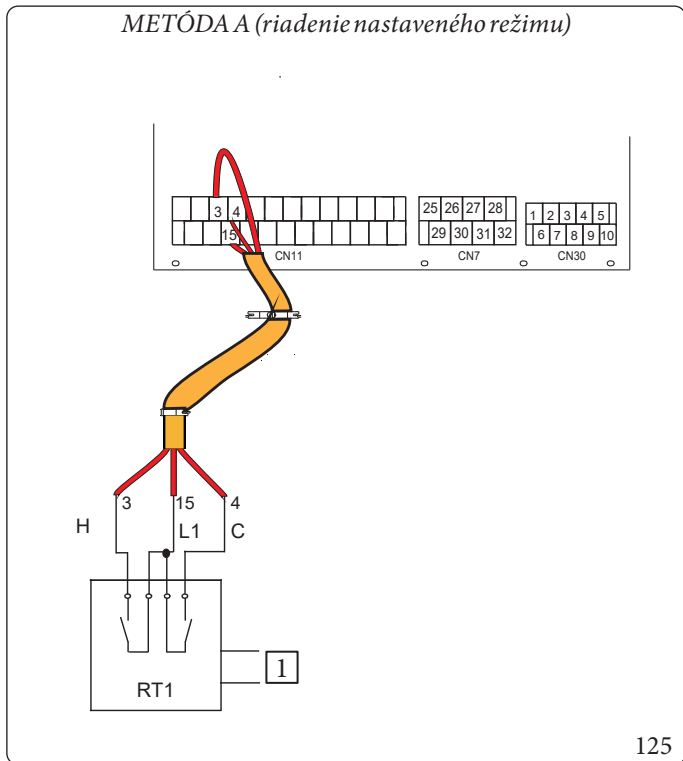 METÓDA A (riadenie nastaveného režimu)
3 4
15
25 26 27 28
29 30 31 32
1 2 3 4 5
6 7 8 9 10
CN11 CN7 CN30
3 15 4
H L1 C
1
RT1
125